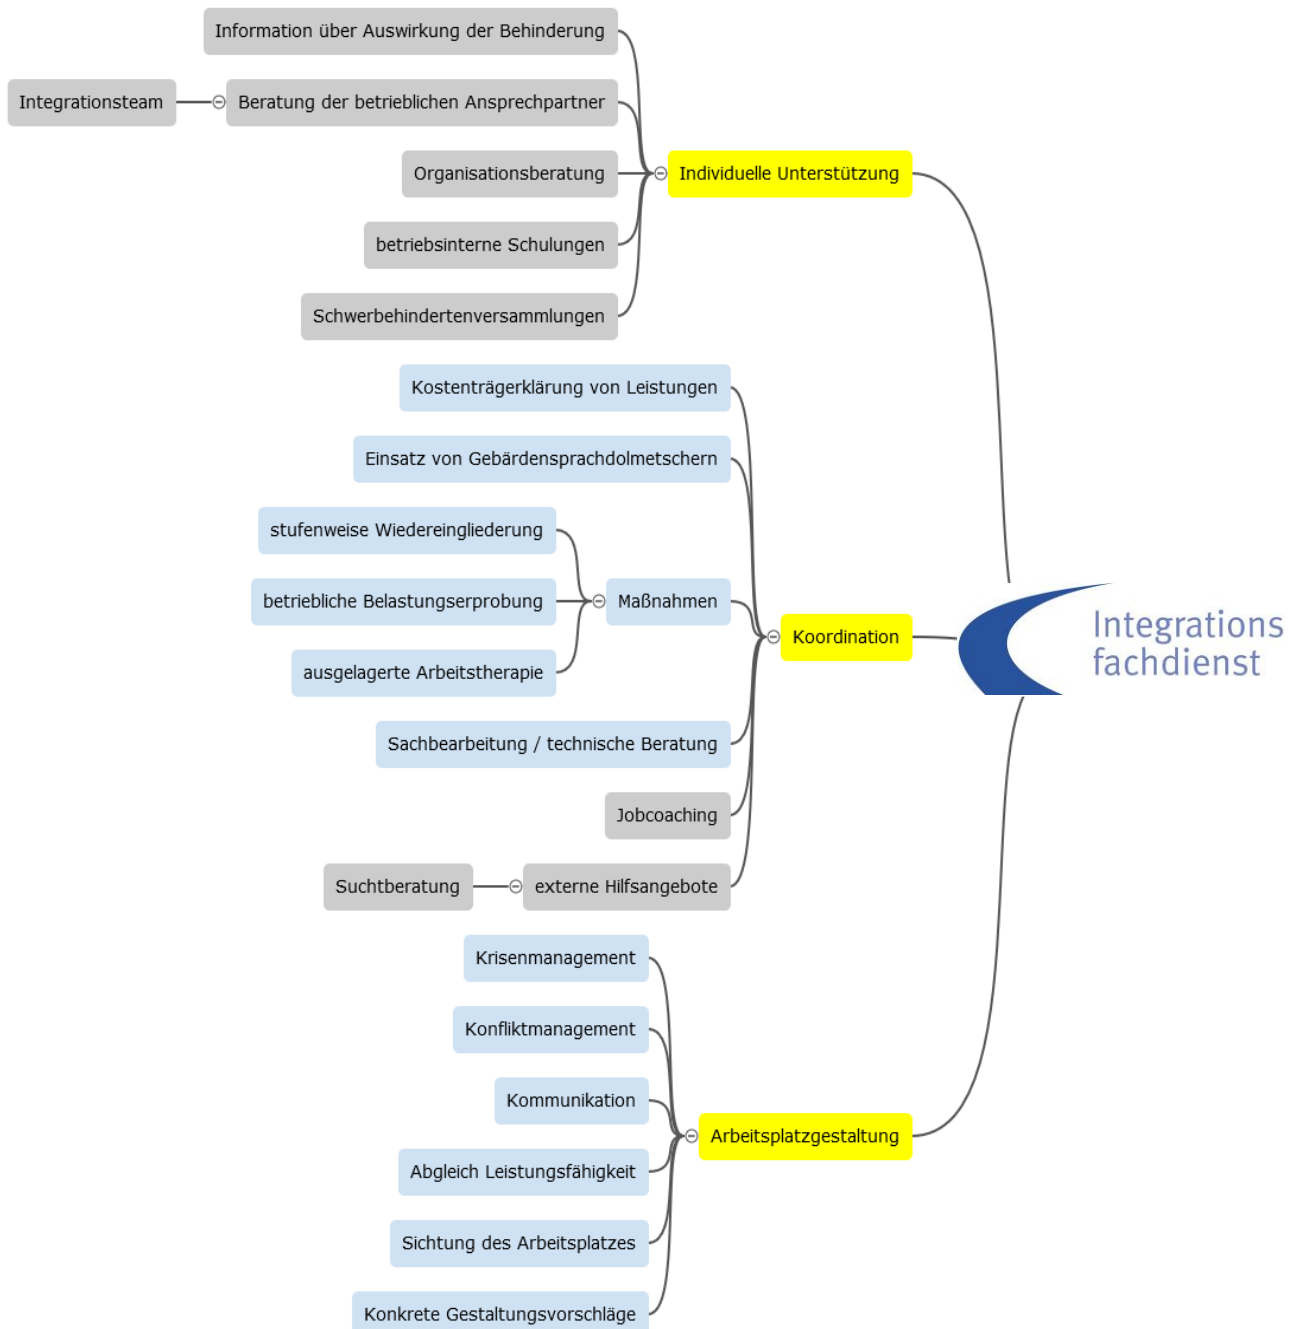 Information über Auswirkung der Behinderung
Integrationsteam
Beratung der betrieblichen Ansprechpartner
Organisationsberatung
Individuelle Unterstützung
betriebsinterne Schulungen
Schwerbehindertenversammlungen
Kostenträgerklärung von Leistungen
Einsatz von Gebärdensprachdolmetschern
stufenweise Wiedereingliederung
betriebliche Belastungserprobung
Maßnahmen
ausgelagerte Arbeitstherapie
Koordination
Integrations
fachdienst
Sachbearbeitung / technische Beratung
Jobcoaching
Suchtberatung
externe Hilfsangebote
Krisenmanagement
Konfliktmanagement
Kommunikation
Arbeitsplatzgestaltung
Abgleich Leistungsfähigkeit
Sichtung des Arbeitsplatzes
Konkrete Gestaltungsvorschläge